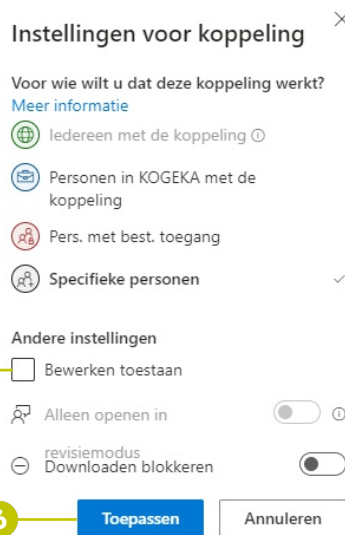 Instellingen voor koppeling
Voor wie wilt u dat deze koppeling werkt?
Meer informatie
Iedereen met de koppeling
Personen in KOGEKA met de
koppeling
Pers. met best. toegang
Specifieke personen
Andere instellingen
Bewerken toestaan
Alleen openen in
revisiemodus
Downloaden blokkeren
Toepassen
Annuleren